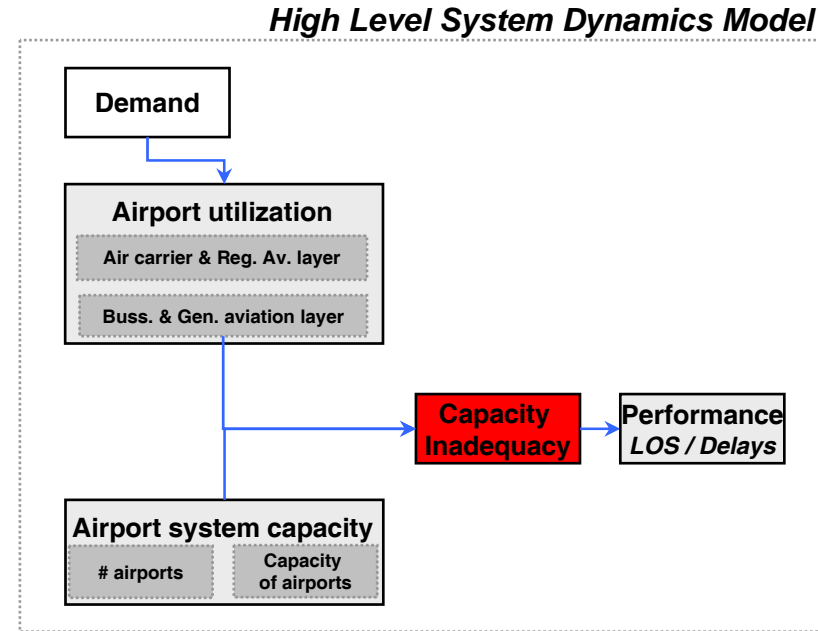 High Level System Dynamics Model
Demand
Airport utilization
Air carrier & Reg. Av. layer
Buss. & Gen. aviation layer
Capacity
Inadequacy
Performance
LOS / Delays
Airport system capacity
# airports
Capacity
of airports